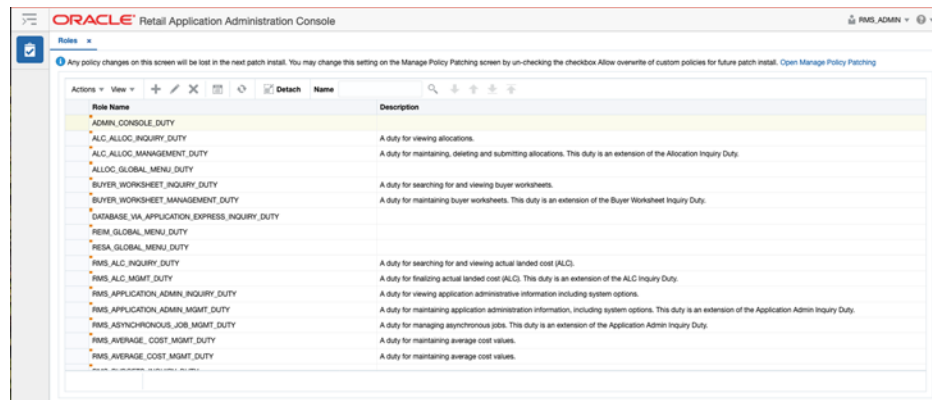 ORACLE® Retail Application Administration Console
RMS_ADMIN
Roles x
Any policy changes on this screen will be lost in the next patch install. You may change this setting on the Manage Policy Patching screen by un-checking the checkbox Allow overwrite of custom policies for future patch install. Open Manage Policy Patching
Actions View Detach Name
Role Name Description
ADMIN_CONSOLE_DUTY
ALC_ALLOC_INQUIRY_DUTY A duty for viewing allocations.
ALC_ALLOC_MANAGEMENT_DUTY A duty for maintaining, deleting and submitting allocations. This duty is an extension of the Allocation Inquiry Duty.
ALLOC_GLOBAL_MENU_DUTY
BUYER_WORKSHEET_INQUIRY_DUTY A duty for searching for and viewing buyer worksheets.
BUYER_WORKSHEET_MANAGEMENT_DUTY A duty for maintaining buyer worksheets. This duty is an extension of the Buyer Worksheet Inquiry Duty.
DATABASE_VIA_APPLICATION_EXPRESS_INQUIRY_DUTY
REIM_GLOBAL_MENU_DUTY
RESA_GLOBAL_MENU_DUTY
RMS_ALC_INQUIRY_DUTY A duty for searching for and viewing actual landed cost (ALC).
RMS_ALC_MGMT_DUTY A duty for finalizing actual landed cost (ALC). This duty is an extension of the ALC Inquiry Duty.
RMS_APPLICATION_ADMIN_INQUIRY_DUTY A duty for viewing application administrative information including system options.
RMS_APPLICATION_ADMIN_MGMT_DUTY A duty for maintaining application administration information, including system options. This duty is an extension of the Application Admin Inquiry Duty.
RMS_ASYNCHRONOUS_JOB_MGMT_DUTY A duty for managing asynchronous jobs. This duty is an extension of the Application Admin Inquiry Duty.
RMS_AVERAGE_ COST_MGMT_DUTY A duty for maintaining average cost values.
RMS_AVERAGE_COST_MGMT_DUTY A duty for maintaining average cost values.